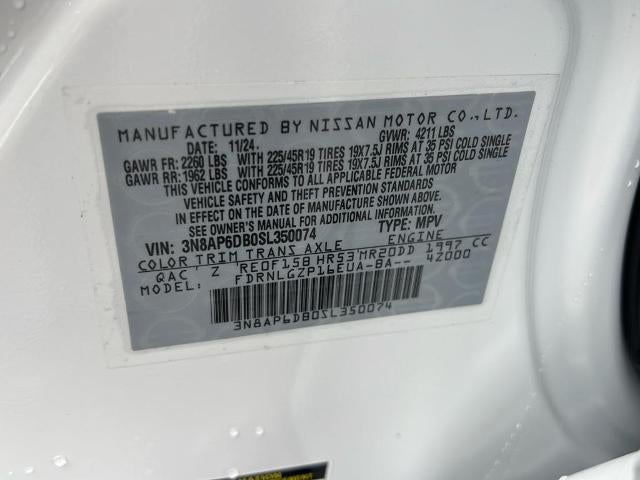 MANUFACTURED BY NISSAN MOTOR CO.,LTD.
DATE: 11/24. GVWR: 4211 LBS
GAWR FR: 2260 LBS WITH 225/45R19 TIRES 19X7.5J RIMS AT 35 PSI COLD SINGLE
GAWR RR: 1962 LBS WITH 225/45R19 TIRES 19X7.5J RIMS AT 35 PSI COLD SINGLE
THIS VEHICLE CONFORMS TO ALL APPLICABLE FEDERAL MOTOR
VEHICLE SAFETY AND THEFT PREVENTION STANDARDS
IN EFFECT ON THE DATE OF MANUFACTURE SHOWN ABOVE.
SEE OWNER'S MANUAL FOR ADDITIONAL INFORMATION.
VIN: 3N8AP6DB0SL350074 TYPE: MPV
COLOR TRIM TRANS AXLE ENGINE
QAC Z RE0F15B HR53 MR20DD 1997 CC
MODEL FDRNLGZP16EUA-BA-- 42000
3N8AP6DB0SL350074